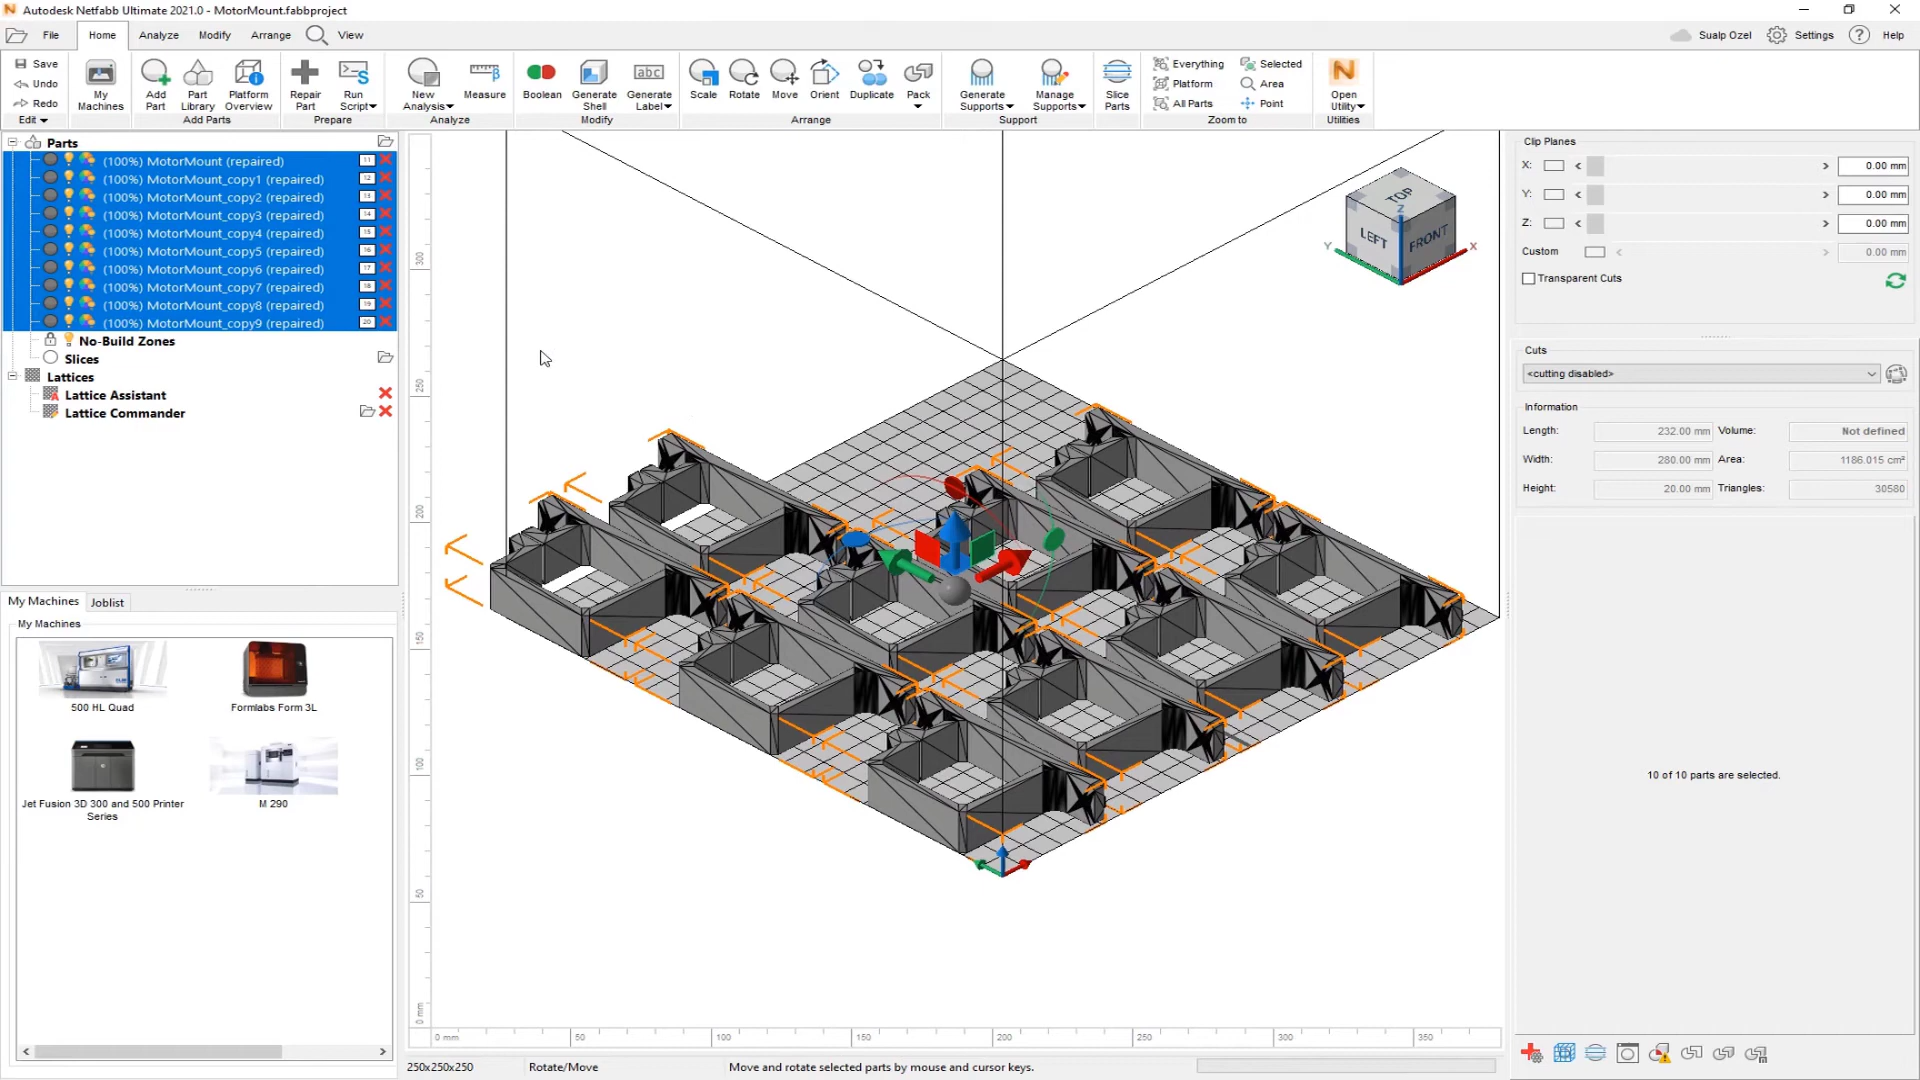 Autodesk Netfabb Ultimate 2021.0 - MotorMount.fabbproject
File Home Analyze Modify Arrange View Sualp Ozel Settings Help
Save
Undo
Redo
Edit
My Machines
Add Part
Part Library
Platform Overview
Add Parts
Repair Part
Run Script
Prepare
New Analysis
Measure
Analyze
Boolean
Generate Shell
Generate Label
abc
Modify
Scale
Rotate
Move
Orient
Duplicate
Pack
Arrange
Generate Supports
Manage Supports
Support
Slice Parts
Everything
Platform
All Parts
Selected
Area
Point
Zoom to
Open Utility
Utilities
Parts
(100%) MotorMount (repaired) 11
(100%) MotorMount_copy1 (repaired) 12
(100%) MotorMount_copy2 (repaired) 13
(100%) MotorMount_copy3 (repaired) 14
(100%) MotorMount_copy4 (repaired) 15
(100%) MotorMount_copy5 (repaired) 16
(100%) MotorMount_copy6 (repaired) 17
(100%) MotorMount_copy7 (repaired) 18
(100%) MotorMount_copy8 (repaired) 19
(100%) MotorMount_copy9 (repaired) 20
No-Build Zones
Slices
Lattices
Lattice Assistant
Lattice Commander
My Machines Joblist
My Machines
500 HL Quad
Formlabs Form 3L
Jet Fusion 3D 300 and 500 Printer Series
M 290
300
250
200
150
100
50
0 mm
0 mm 50 100 150 200 250 300 350
TOP
Z
LEFT
FRONT
Y
X
250x250x250 Rotate/Move Move and rotate selected parts by mouse and cursor keys.
Clip Planes
X: 0.00 mm
Y: 0.00 mm
Z: 0.00 mm
Custom 0.00 mm
Transparent Cuts
Cuts
<cutting disabled>
Information
Length: 232.00 mm Volume: Not defined
Width: 280.00 mm Area: 1186.015 cm²
Height: 20.00 mm Triangles: 30580
10 of 10 parts are selected.